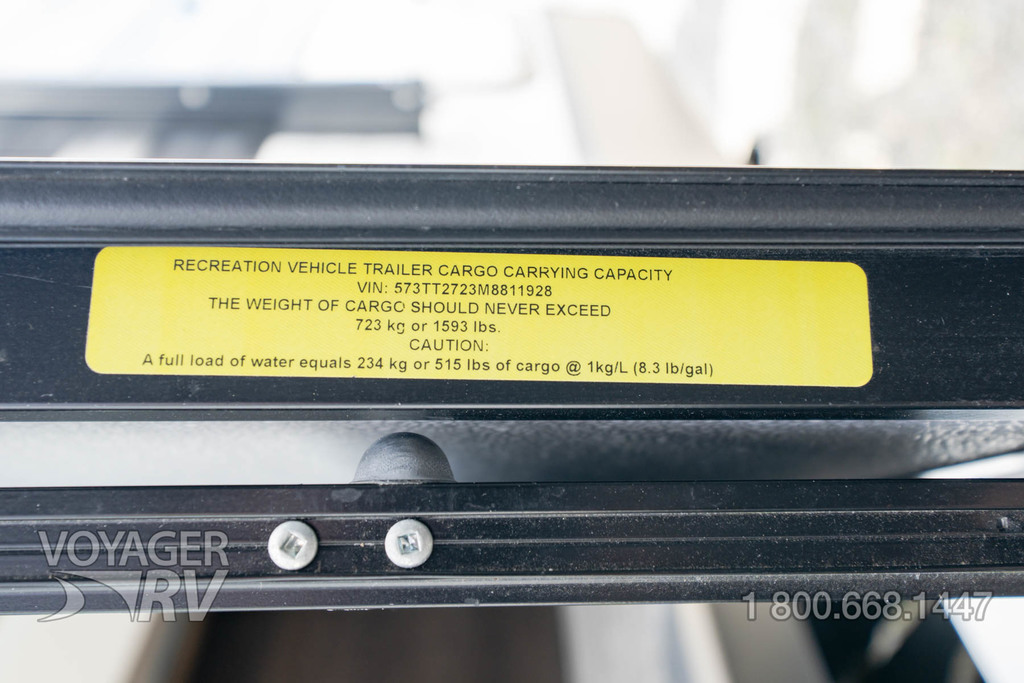 RECREATION VEHICLE TRAILER CARGO CARRYING CAPACITY
VIN: 573TT2723M8811928
THE WEIGHT OF CARGO SHOULD NEVER EXCEED
723 kg or 1593 lbs.
CAUTION:
A full load of water equals 234 kg or 515 lbs of cargo @ 1kg/L (8.3 lb/gal)
VOYAGER
RV
1 800.668.1447